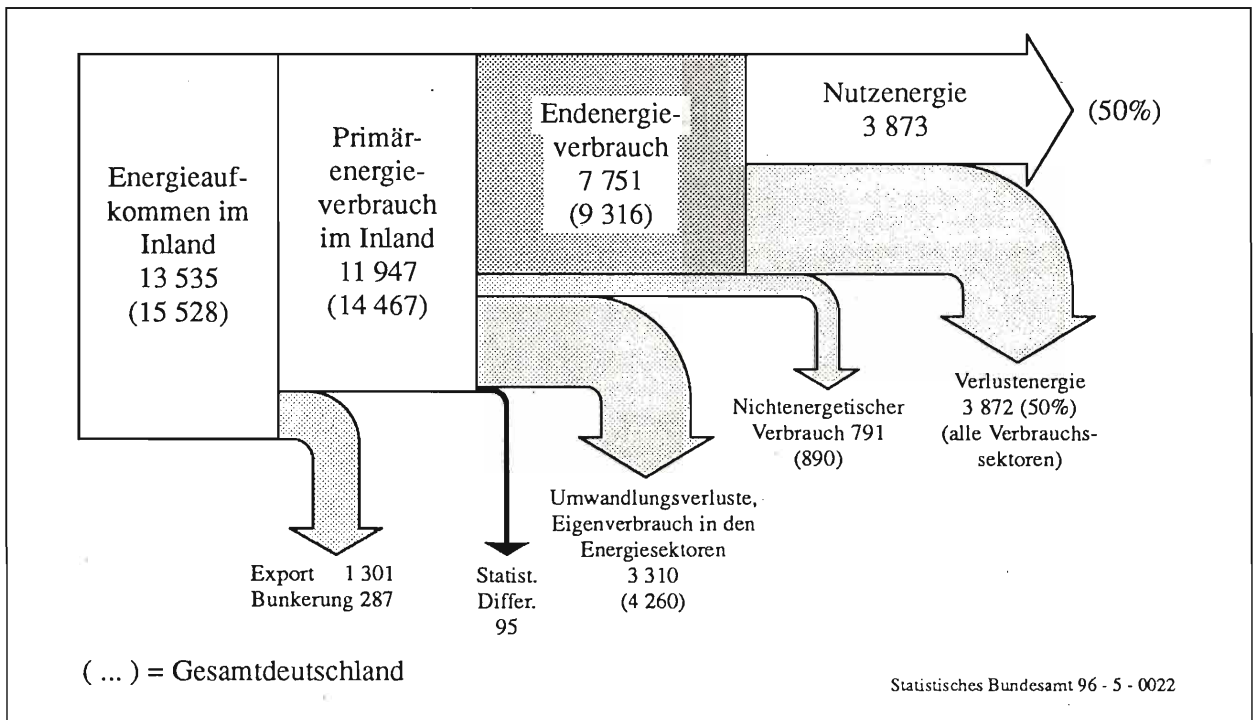 Energieauf-
kommen im
Inland
13 535
(15 528)
Primär-
energie-
verbrauch
im Inland
11 947
(14 467)
Endenergie-
verbrauch
7 751
(9 316)
Nutzenergie
3 873
(50%)
Export 1 301
Bunkerung 287
Statist.
Differ.
95
Umwandlungsverluste,
Eigenverbrauch in den
Energiesektoren
3 310
(4 260)
Nichtenergetischer
Verbrauch 791
(890)
Verlustenergie
3 872 (50%)
(alle Verbrauchs-
sektoren)
( ... ) = Gesamtdeutschland
Statistisches Bundesamt 96 - 5 - 0022